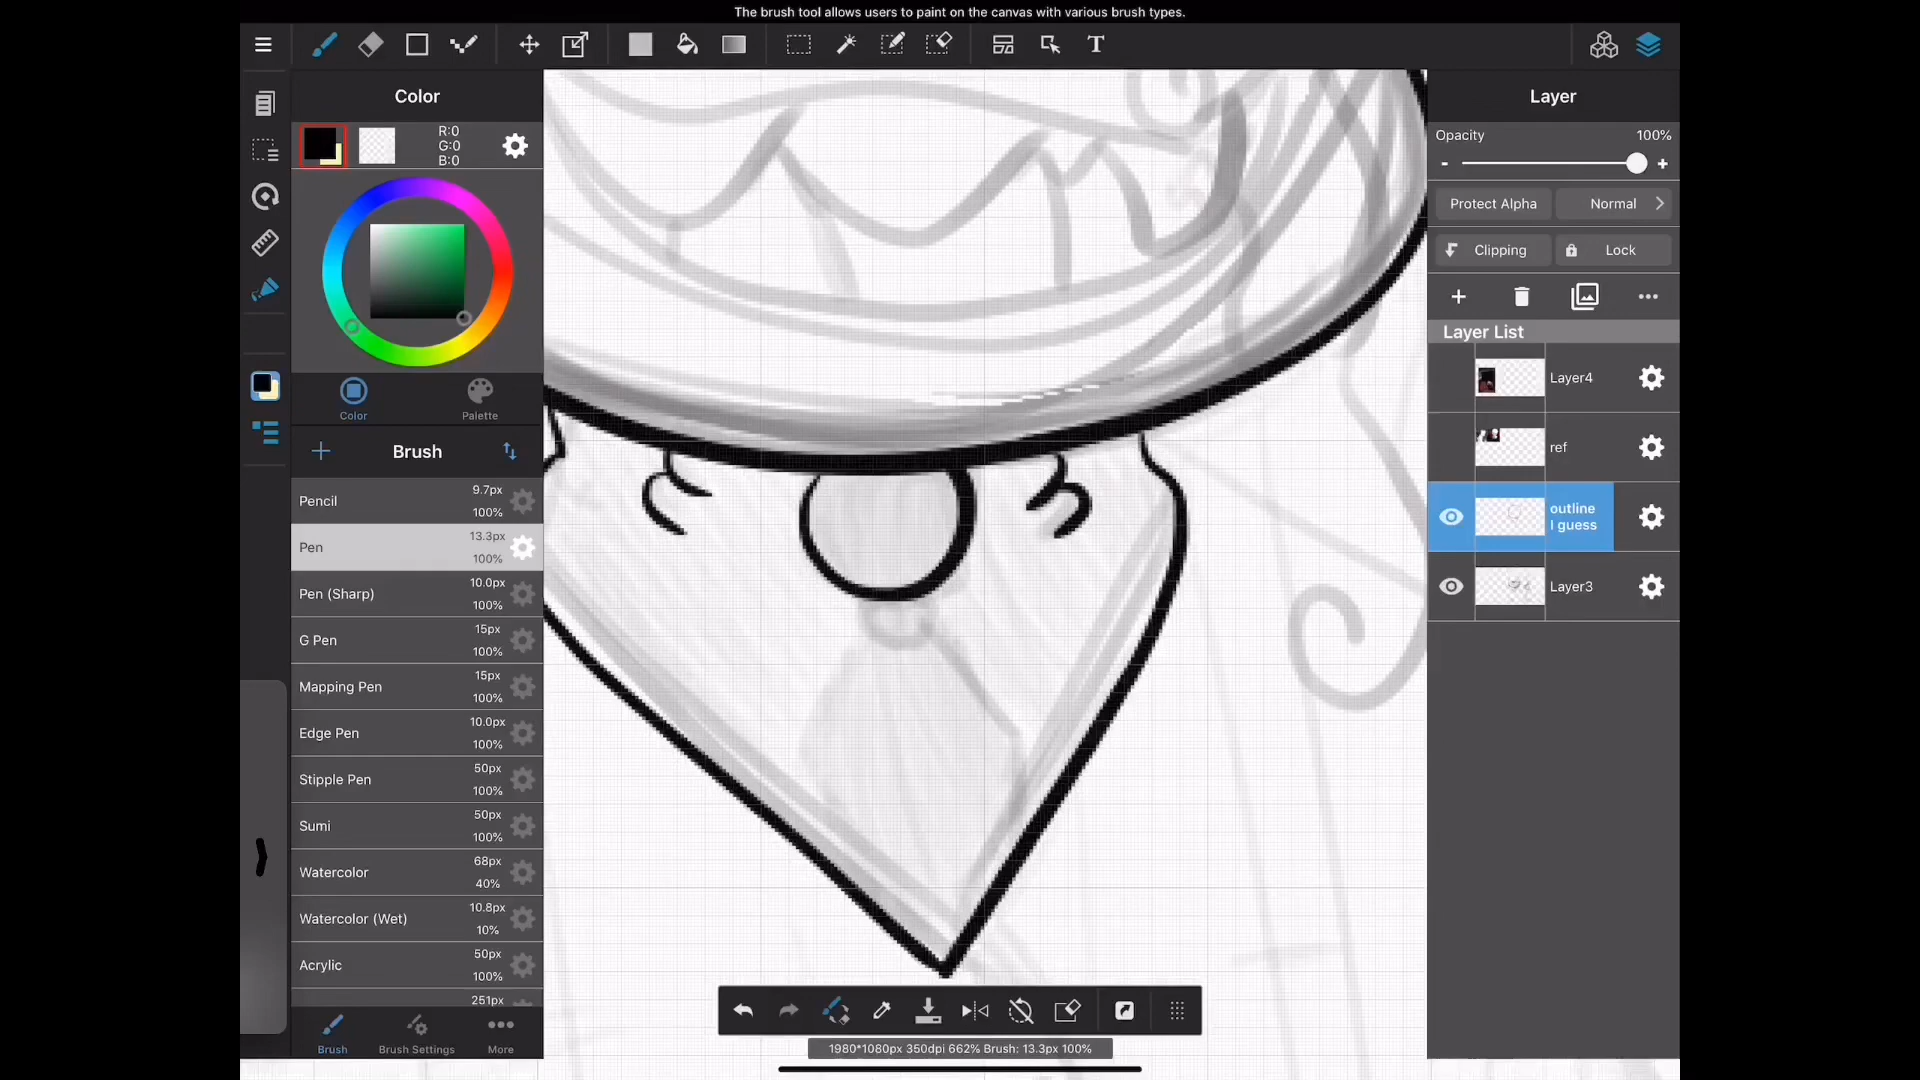 The brush tool allows users to paint on the canvas with various brush types.
T
Color
R:0
G:0
B:0
Color
Palette
Brush
Pencil
9.7px
100%
Pen
13.3px
100%
Pen (Sharp)
10.0px
100%
G Pen
15px
100%
Mapping Pen
15px
100%
Edge Pen
10.0px
100%
Stipple Pen
50px
100%
Sumi
50px
100%
Watercolor
68px
40%
Watercolor (Wet)
10.8px
10%
Acrylic
50px
100%
251px
Brush
Brush Settings
More
Layer
Opacity
100%
- +
Protect Alpha
Normal
Clipping
Lock
Layer List
Layer4
ref
outline
I guess
Layer3
1980*1080px 350dpi 662% Brush: 13.3px 100%